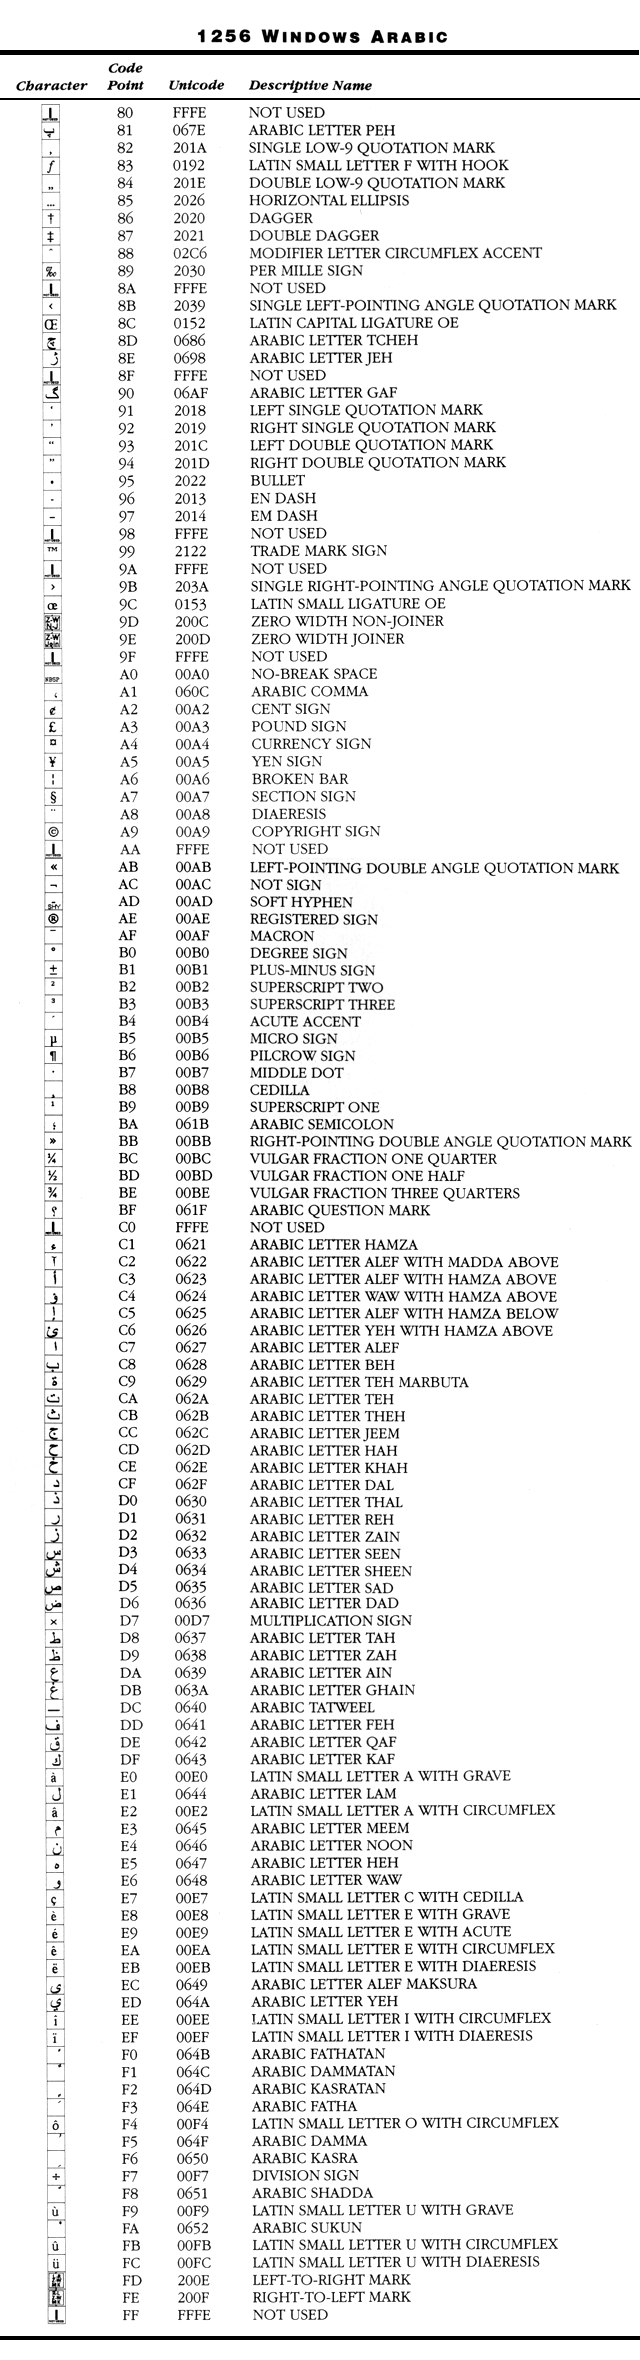 1256 WINDOWS ARABIC
Character Code Point Unicode Descriptive Name
80 FFFE NOT USED
پ 81 067E ARABIC LETTER PEH
‚ 82 201A SINGLE LOW-9 QUOTATION MARK
ƒ 83 0192 LATIN SMALL LETTER F WITH HOOK
„ 84 201E DOUBLE LOW-9 QUOTATION MARK
… 85 2026 HORIZONTAL ELLIPSIS
† 86 2020 DAGGER
‡ 87 2021 DOUBLE DAGGER
ˆ 88 02C6 MODIFIER LETTER CIRCUMFLEX ACCENT
‰ 89 2030 PER MILLE SIGN
8A FFFE NOT USED
‹ 8B 2039 SINGLE LEFT-POINTING ANGLE QUOTATION MARK
Œ 8C 0152 LATIN CAPITAL LIGATURE OE
چ 8D 0686 ARABIC LETTER TCHEH
ژ 8E 0698 ARABIC LETTER JEH
8F FFFE NOT USED
گ 90 06AF ARABIC LETTER GAF
‘ 91 2018 LEFT SINGLE QUOTATION MARK
’ 92 2019 RIGHT SINGLE QUOTATION MARK
“ 93 201C LEFT DOUBLE QUOTATION MARK
” 94 201D RIGHT DOUBLE QUOTATION MARK
• 95 2022 BULLET
– 96 2013 EN DASH
— 97 2014 EM DASH
98 FFFE NOT USED
™ 99 2122 TRADE MARK SIGN
9A FFFE NOT USED
› 9B 203A SINGLE RIGHT-POINTING ANGLE QUOTATION MARK
œ 9C 0153 LATIN SMALL LIGATURE OE
9D 200C ZERO WIDTH NON-JOINER
9E 200D ZERO WIDTH JOINER
9F FFFE NOT USED
NBSP A0 00A0 NO-BREAK SPACE
، A1 060C ARABIC COMMA
¢ A2 00A2 CENT SIGN
£ A3 00A3 POUND SIGN
¤ A4 00A4 CURRENCY SIGN
¥ A5 00A5 YEN SIGN
¦ A6 00A6 BROKEN BAR
§ A7 00A7 SECTION SIGN
¨ A8 00A8 DIAERESIS
© A9 00A9 COPYRIGHT SIGN
AA FFFE NOT USED
« AB 00AB LEFT-POINTING DOUBLE ANGLE QUOTATION MARK
¬ AC 00AC NOT SIGN
SHY AD 00AD SOFT HYPHEN
® AE 00AE REGISTERED SIGN
¯ AF 00AF MACRON
° B0 00B0 DEGREE SIGN
± B1 00B1 PLUS-MINUS SIGN
² B2 00B2 SUPERSCRIPT TWO
³ B3 00B3 SUPERSCRIPT THREE
´ B4 00B4 ACUTE ACCENT
µ B5 00B5 MICRO SIGN
¶ B6 00B6 PILCROW SIGN
· B7 00B7 MIDDLE DOT
¸ B8 00B8 CEDILLA
¹ B9 00B9 SUPERSCRIPT ONE
؛ BA 061B ARABIC SEMICOLON
» BB 00BB RIGHT-POINTING DOUBLE ANGLE QUOTATION MARK
¼ BC 00BC VULGAR FRACTION ONE QUARTER
½ BD 00BD VULGAR FRACTION ONE HALF
¾ BE 00BE VULGAR FRACTION THREE QUARTERS
؟ BF 061F ARABIC QUESTION MARK
C0 FFFE NOT USED
ء C1 0621 ARABIC LETTER HAMZA
آ C2 0622 ARABIC LETTER ALEF WITH MADDA ABOVE
أ C3 0623 ARABIC LETTER ALEF WITH HAMZA ABOVE
ؤ C4 0624 ARABIC LETTER WAW WITH HAMZA ABOVE
إ C5 0625 ARABIC LETTER ALEF WITH HAMZA BELOW
ئ C6 0626 ARABIC LETTER YEH WITH HAMZA ABOVE
ا C7 0627 ARABIC LETTER ALEF
ب C8 0628 ARABIC LETTER BEH
ة C9 0629 ARABIC LETTER TEH MARBUTA
ت CA 062A ARABIC LETTER TEH
ث CB 062B ARABIC LETTER THEH
ج CC 062C ARABIC LETTER JEEM
ح CD 062D ARABIC LETTER HAH
خ CE 062E ARABIC LETTER KHAH
د CF 062F ARABIC LETTER DAL
ذ D0 0630 ARABIC LETTER THAL
ر D1 0631 ARABIC LETTER REH
ز D2 0632 ARABIC LETTER ZAIN
س D3 0633 ARABIC LETTER SEEN
ش D4 0634 ARABIC LETTER SHEEN
ص D5 0635 ARABIC LETTER SAD
ض D6 0636 ARABIC LETTER DAD
× D7 00D7 MULTIPLICATION SIGN
ط D8 0637 ARABIC LETTER TAH
ظ D9 0638 ARABIC LETTER ZAH
ع DA 0639 ARABIC LETTER AIN
غ DB 063A ARABIC LETTER GHAIN
ـ DC 0640 ARABIC TATWEEL
ف DD 0641 ARABIC LETTER FEH
ق DE 0642 ARABIC LETTER QAF
ك DF 0643 ARABIC LETTER KAF
à E0 00E0 LATIN SMALL LETTER A WITH GRAVE
ل E1 0644 ARABIC LETTER LAM
â E2 00E2 LATIN SMALL LETTER A WITH CIRCUMFLEX
م E3 0645 ARABIC LETTER MEEM
ن E4 0646 ARABIC LETTER NOON
ه E5 0647 ARABIC LETTER HEH
و E6 0648 ARABIC LETTER WAW
ç E7 00E7 LATIN SMALL LETTER C WITH CEDILLA
è E8 00E8 LATIN SMALL LETTER E WITH GRAVE
é E9 00E9 LATIN SMALL LETTER E WITH ACUTE
ê EA 00EA LATIN SMALL LETTER E WITH CIRCUMFLEX
ë EB 00EB LATIN SMALL LETTER E WITH DIAERESIS
ى EC 0649 ARABIC LETTER ALEF MAKSURA
ي ED 064A ARABIC LETTER YEH
î EE 00EE LATIN SMALL LETTER I WITH CIRCUMFLEX
ï EF 00EF LATIN SMALL LETTER I WITH DIAERESIS
ً F0 064B ARABIC FATHATAN
ٌ F1 064C ARABIC DAMMATAN
ٍ F2 064D ARABIC KASRATAN
َ F3 064E ARABIC FATHA
ô F4 00F4 LATIN SMALL LETTER O WITH CIRCUMFLEX
ُ F5 064F ARABIC DAMMA
ِ F6 0650 ARABIC KASRA
÷ F7 00F7 DIVISION SIGN
ّ F8 0651 ARABIC SHADDA
ù F9 00F9 LATIN SMALL LETTER U WITH GRAVE
ْ FA 0652 ARABIC SUKUN
û FB 00FB LATIN SMALL LETTER U WITH CIRCUMFLEX
ü FC 00FC LATIN SMALL LETTER U WITH DIAERESIS
FD 200E LEFT-TO-RIGHT MARK
FE 200F RIGHT-TO-LEFT MARK
FF FFFE NOT USED